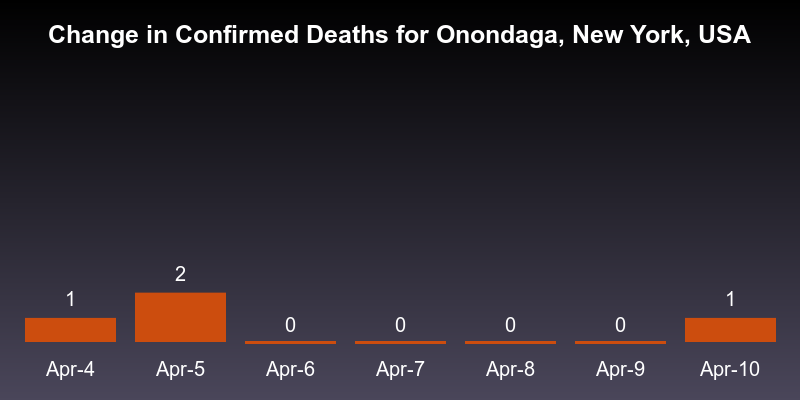 Change in Confirmed Deaths for Onondaga, New York, USA
1
2
0
0
0
0
1
Apr-4
Apr-5
Apr-6
Apr-7
Apr-8
Apr-9
Apr-10